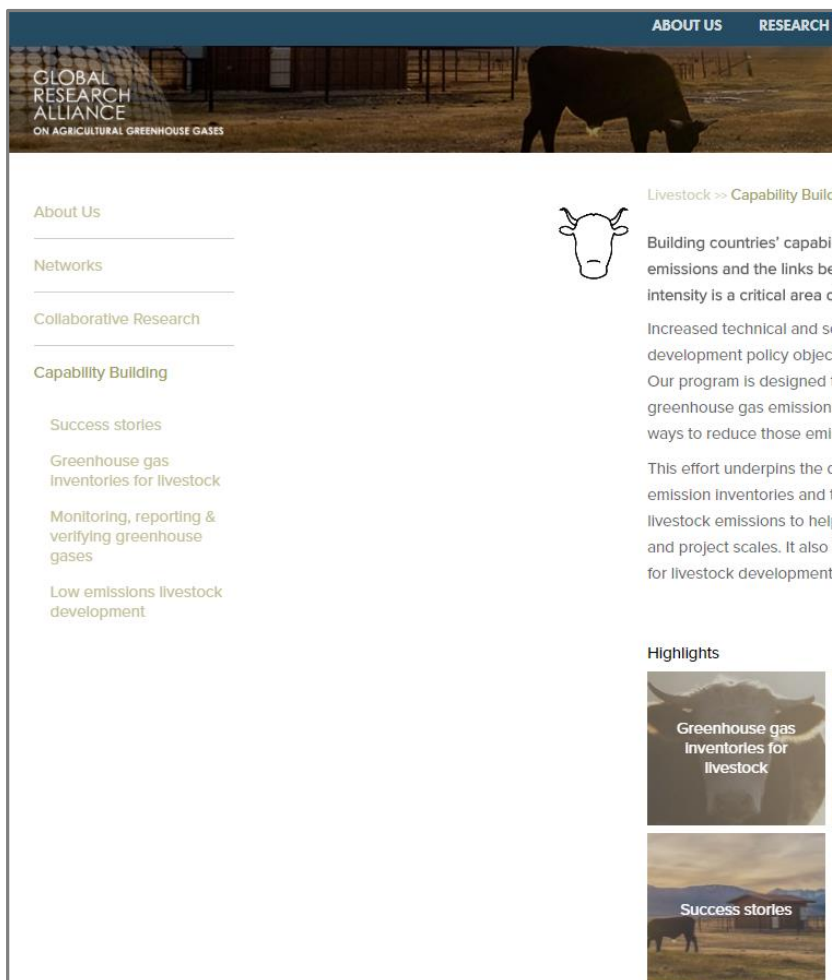 ABOUT US RESEARCH
GLOBAL
RESEARCH
ALLIANCE
ON AGRICULTURAL GREENHOUSE GASES
About Us
Networks
Collaborative Research
Capability Building
Success stories
Greenhouse gas
inventories for livestock
Monitoring, reporting &
verifying greenhouse
gases
Low emissions livestock
development
Livestock >> Capability Build
Building countries' capabi
emissions and the links be
intensity is a critical area
Increased technical and
development policy objec
Our program is designed
greenhouse gas emission
ways to reduce those emi
This effort underpins the
emission inventories and
livestock emissions to hel
and project scales. It also
for livestock development
Highlights
Greenhouse gas
inventories for
livestock
Success stories